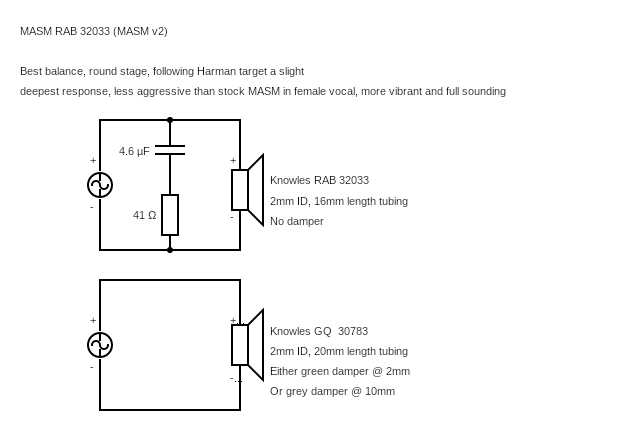 MASM RAB 32033 (MASM v2)
Best balance, round stage, following Harman target a slight
deepest response, less aggressive than stock MASM in female vocal, more vibrant and full sounding
4.6 µF
+
+
Knowles RAB 32033
2mm ID, 16mm length tubing
-
41 Ω
-
No damper
+
+
Knowles GQ  30783
2mm ID, 20mm length tubing
-
Either green damper @ 2mm
-
Or grey damper @ 10mm